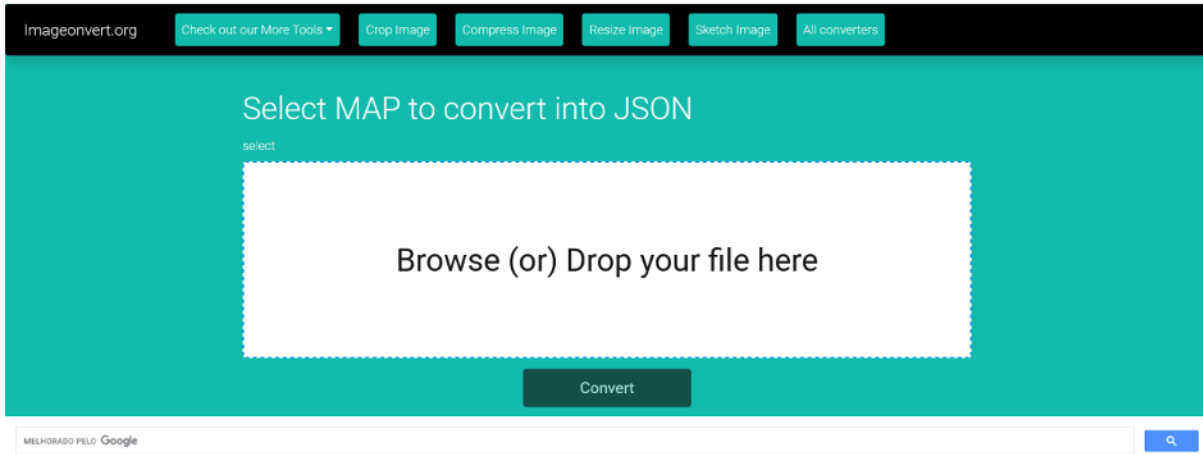 Imageonvert.org Check out our More Tools Crop Image Compress Image Resize Image Sketch Image All converters
Select MAP to convert into JSON
select
Browse (or) Drop your file here
Convert
MELHORADO PELO Google